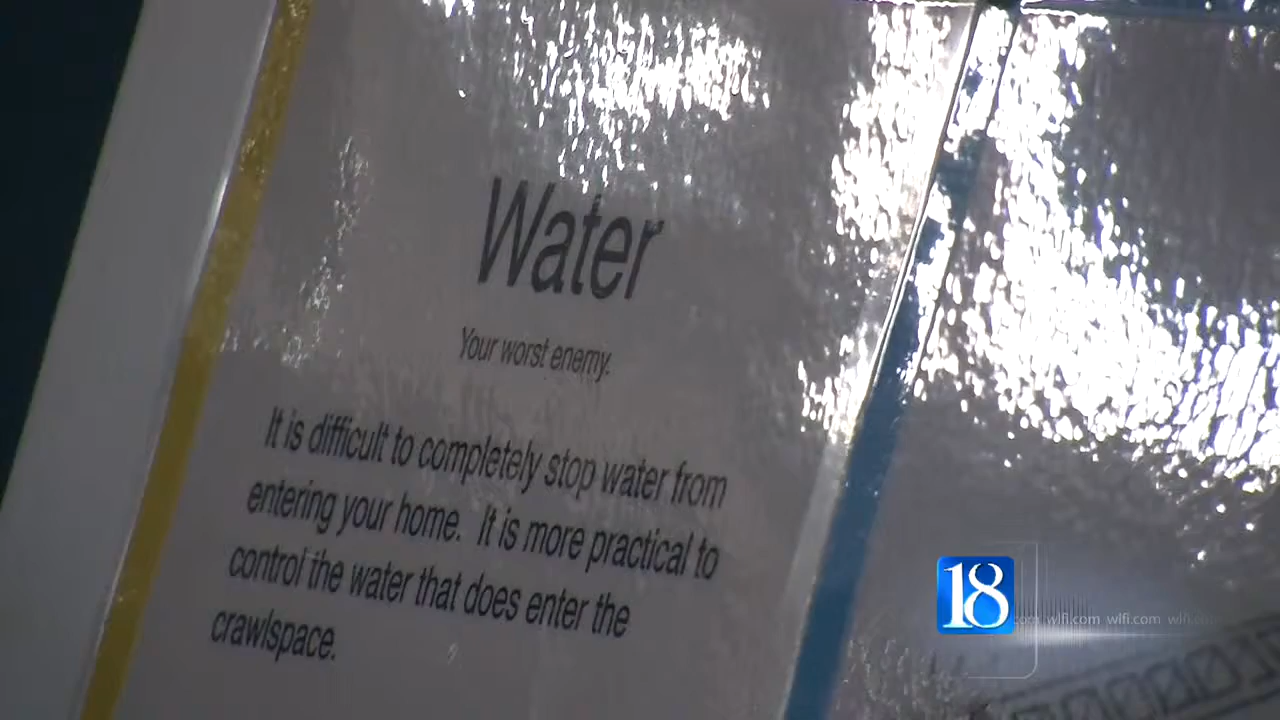 Water
Your worst enemy.
It is difficult to completely stop water from
entering your home. It is more practical to
control the water that does enter the
crawlspace.
18
wlfi.com wlfi.com